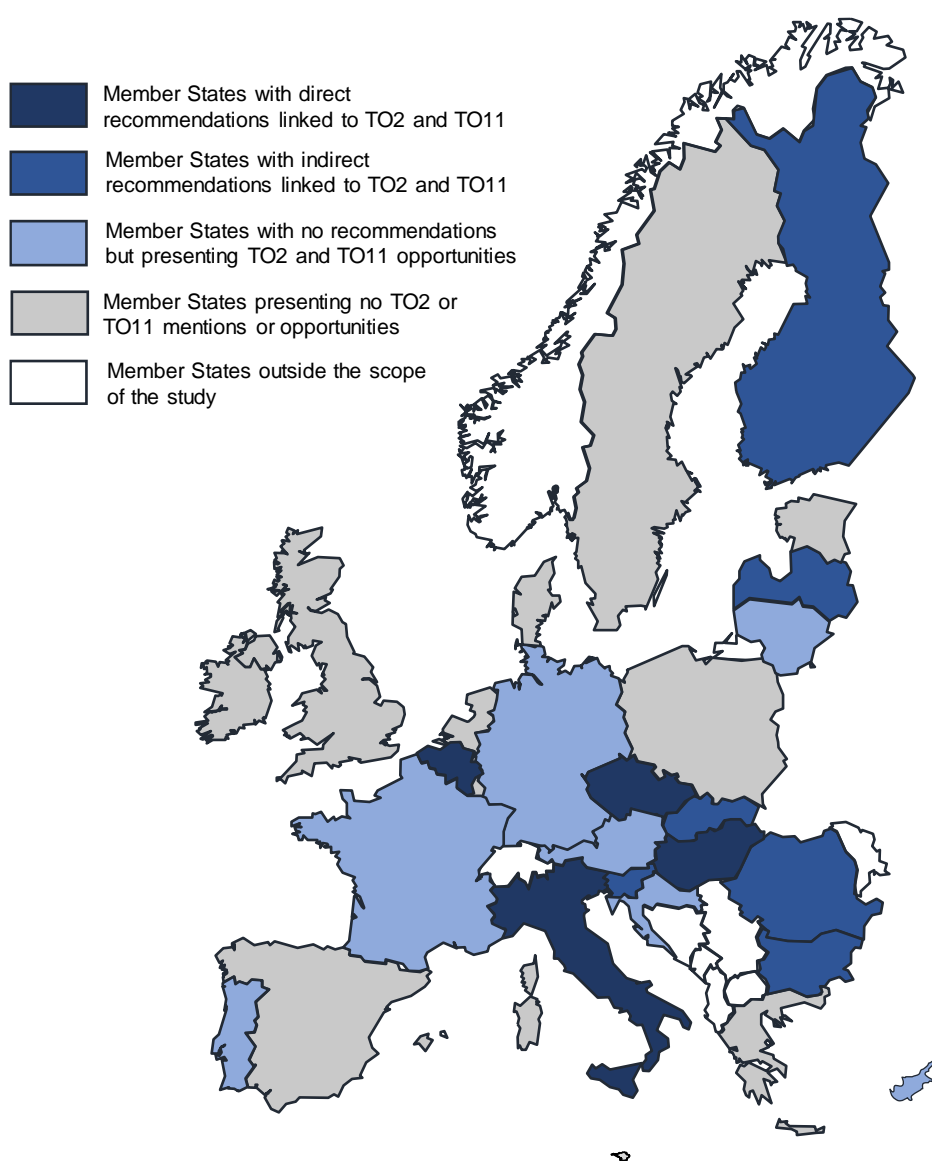 Member States with direct
recommendations linked to TO2 and TO11
Member States with indirect
recommendations linked to TO2 and TO11
Member States with no recommendations
but presenting TO2 and TO11 opportunities
Member States presenting no TO2 or
TO11 mentions or opportunities
Member States outside the scope
of the study